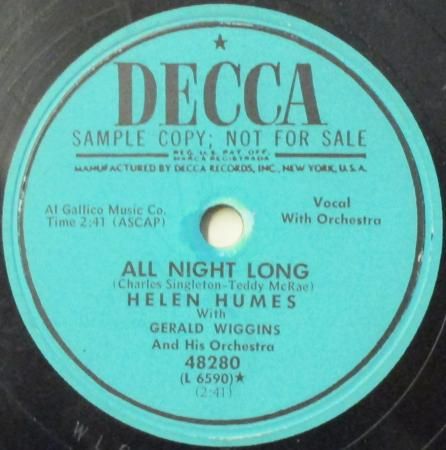 ★
DECCA
SAMPLE COPY; NOT FOR SALE
REG. U.S. PAT. OFF.
MARCA REGISTRADA
MANUFACTURED BY DECCA RECORDS, INC., NEW YORK, U.S.A.
Al Gallico Music Co.
Time 2:41 (ASCAP)
Vocal
With Orchestra
ALL NIGHT LONG
(Charles Singleton-Teddy McRae)
HELEN HUMES
With
GERALD WIGGINS
And His Orchestra
48280
(L 6590)★
(2:41)